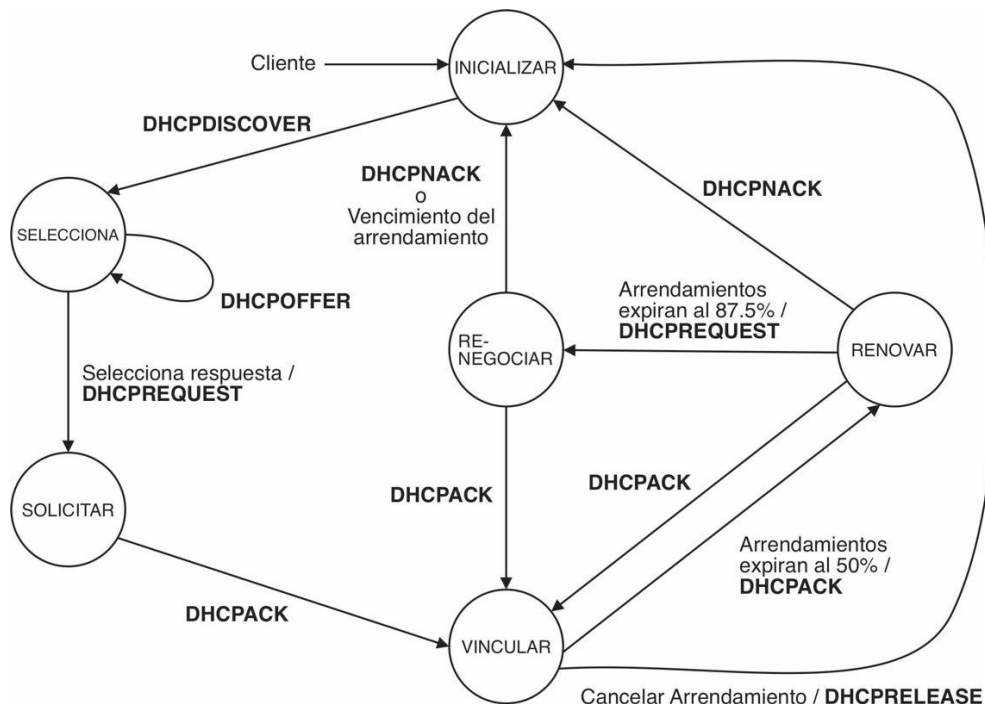 Cliente
INICIALIZAR
DHCPDISCOVER
DHCPNACK
o
Vencimiento del
arrendamiento
DHCPNACK
SELECCIONA
DHCPOFFER
Arrendamientos
expiran al 87.5% /
DHCPREQUEST
RE-
NEGOCIAR
RENOVAR
Selecciona respuesta /
DHCPREQUEST
SOLICITAR
DHCPACK
DHCPACK
Arrendamientos
expiran al 50% /
DHCPACK
DHCPACK
VINCULAR
Cancelar Arrendamiento / DHCPRELEASE